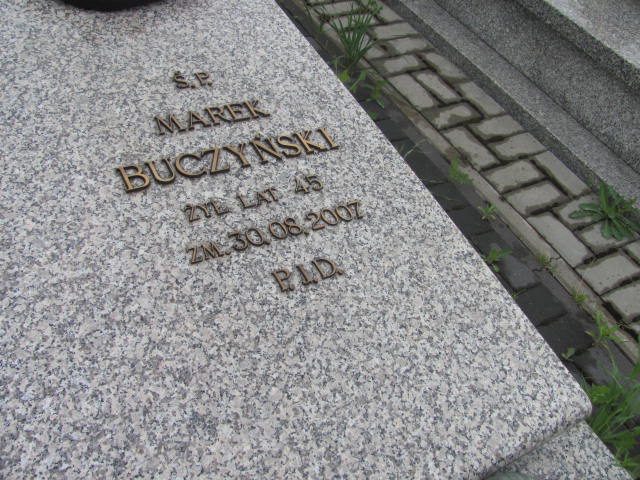 Ś.P.
MAREK
BUCZYŃSKI
ŻYŁ LAT 45
ZM. 30.08.2007
P.I.D.